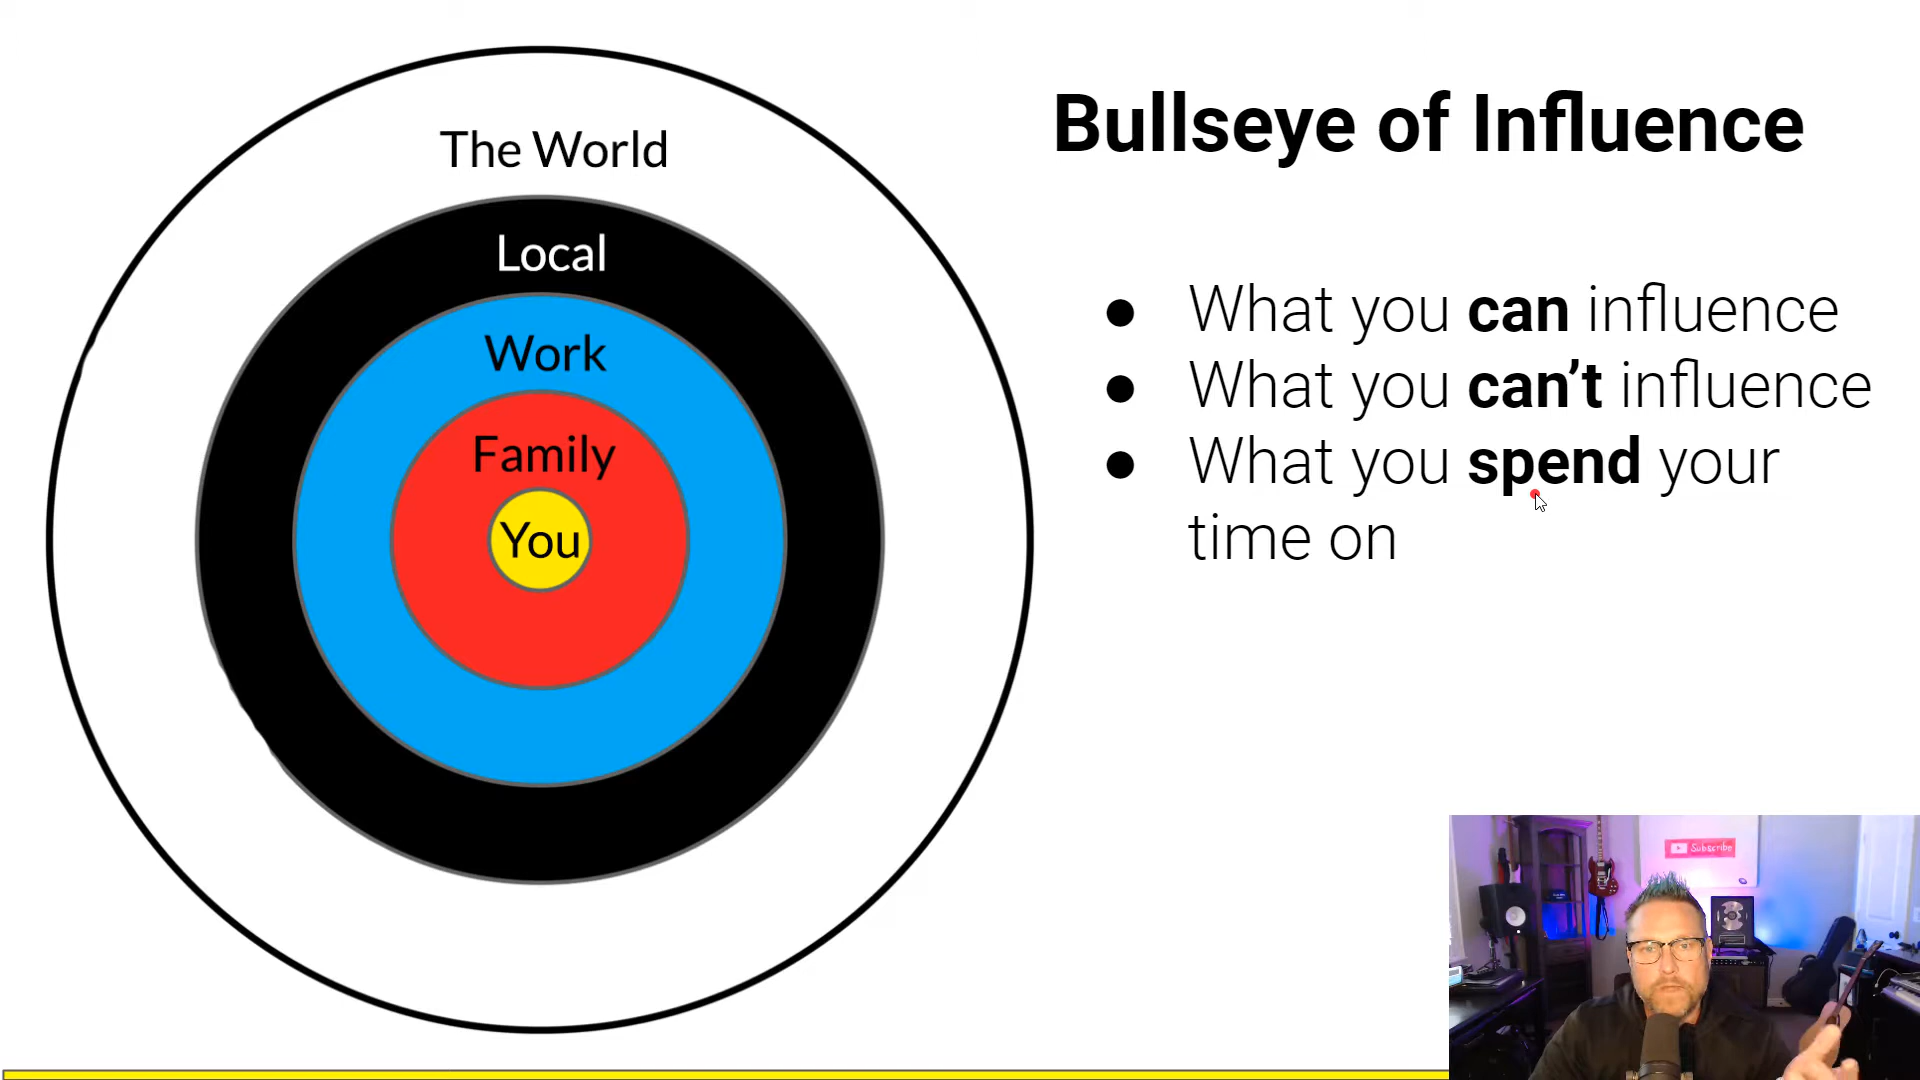 The World
Local
Work
Family
You
Bullseye of Influence
● What you can influence
● What you can’t influence
● What you spend your
time on
Subscribe